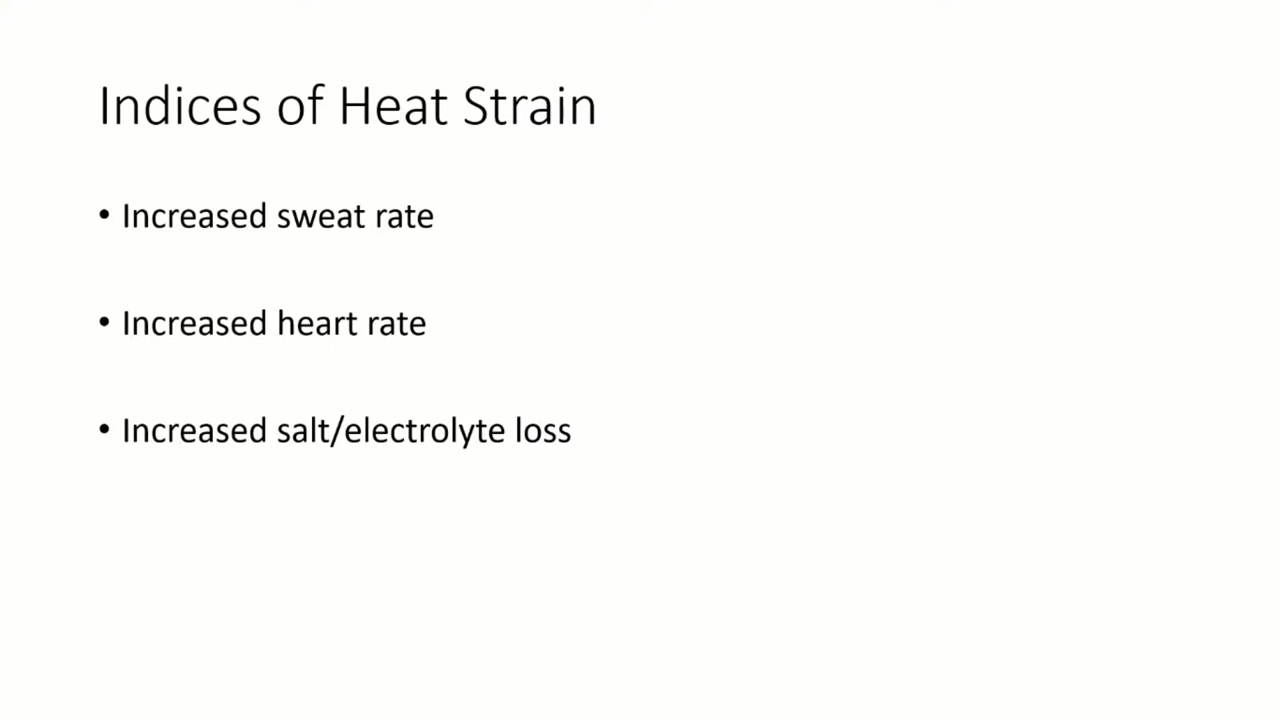 Indices of Heat Strain
• Increased sweat rate
• Increased heart rate
• Increased salt/electrolyte loss